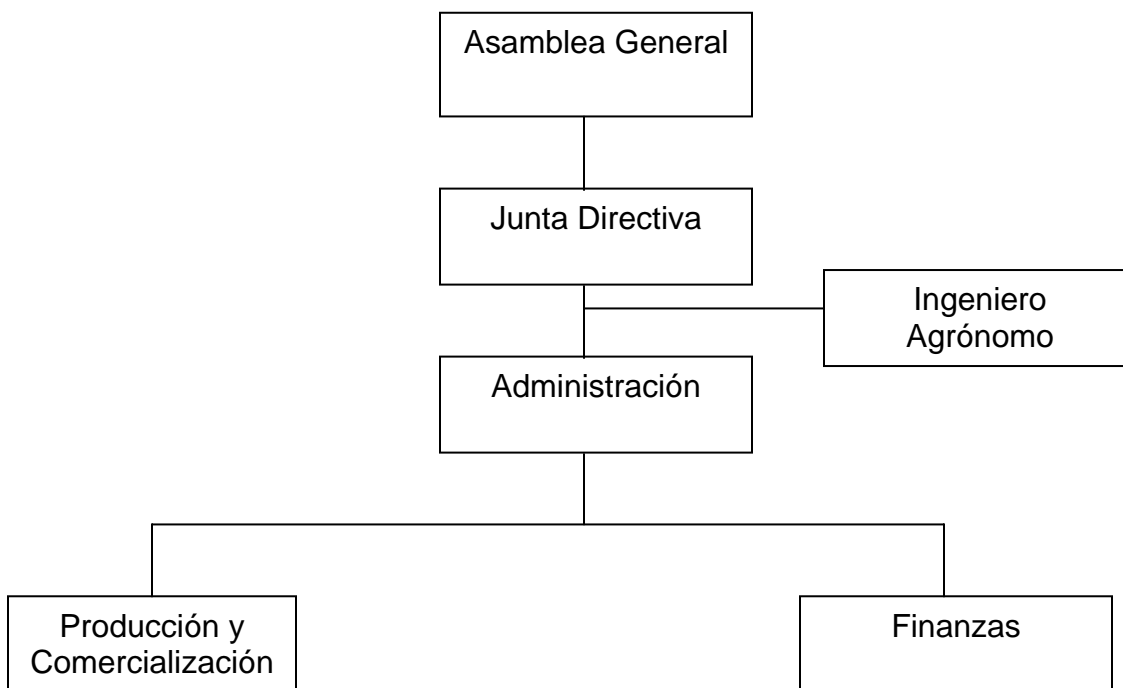 Asamblea General
Junta Directiva
Ingeniero
Agrónomo
Administración
Producción y
Comercialización
Finanzas